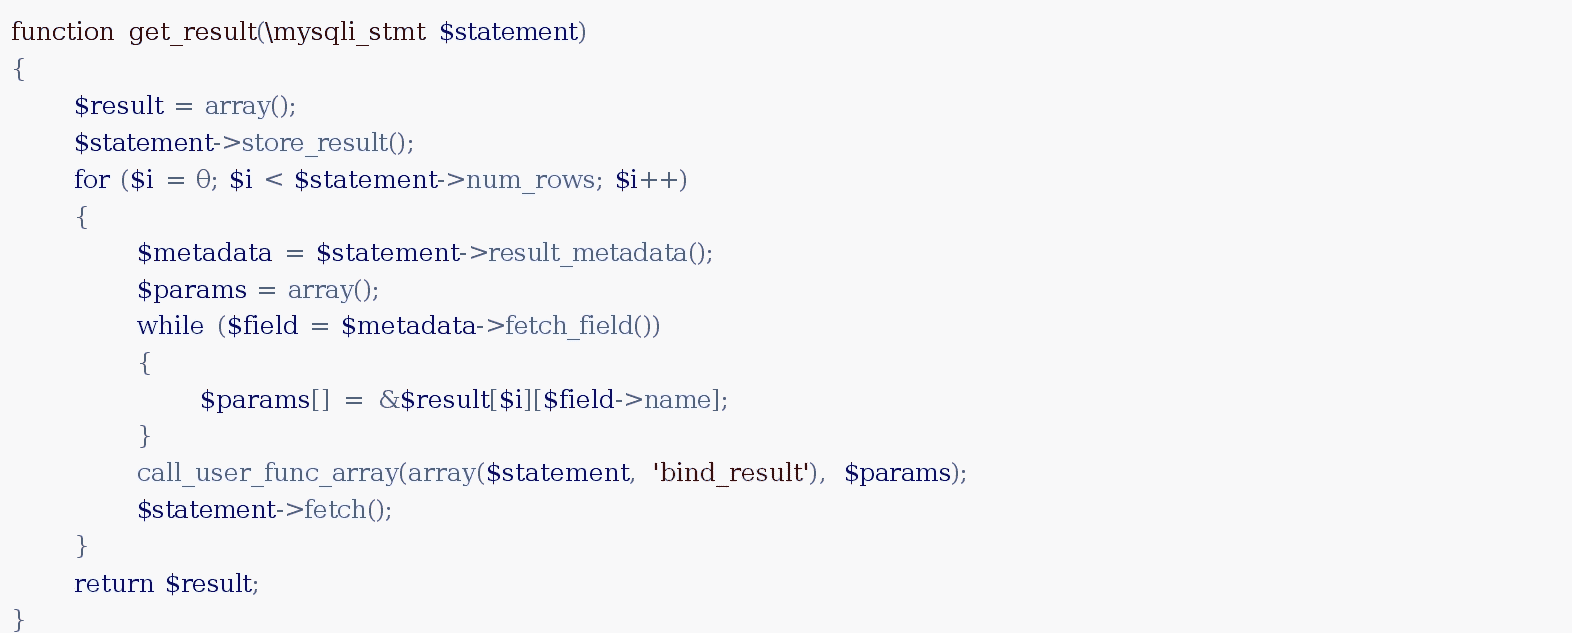 function get_result(\mysqli_stmt $statement)
{
$result = array();
$statement->store_result();
for ($i = 0; $i < $statement->num_rows; $i++)
{
$metadata = $statement->result_metadata();
$params = array();
while ($field = $metadata->fetch_field())
{
$params[] = &$result[$i][$field->name];
}
call_user_func_array(array($statement, 'bind_result'), $params);
$statement->fetch();
}
return $result;
}